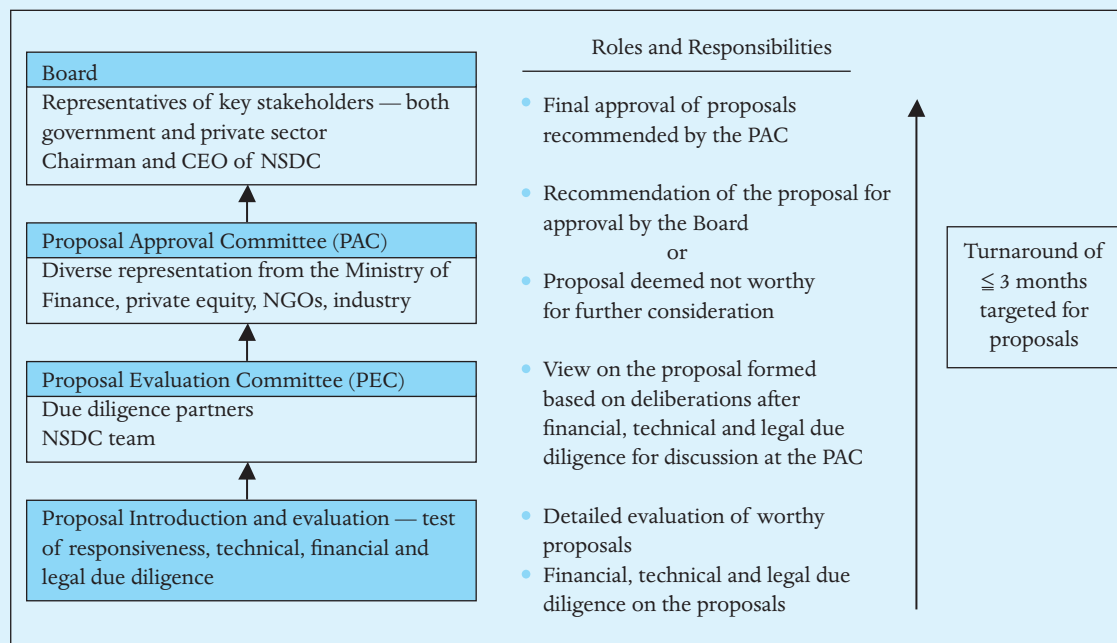 Board
Representatives of key stakeholders — both
government and private sector
Chairman and CEO of NSDC
Proposal Approval Committee (PAC)
Diverse representation from the Ministry of
Finance, private equity, NGOs, industry
Proposal Evaluation Committee (PEC)
Due diligence partners
NSDC team
Proposal Introduction and evaluation — test
of responsiveness, technical, financial and
legal due diligence
Roles and Responsibilities
• Final approval of proposals
recommended by the PAC
• Recommendation of the proposal for
approval by the Board
or
• Proposal deemed not worthy
for further consideration
• View on the proposal formed
based on deliberations after
financial, technical and legal due
diligence for discussion at the PAC
• Detailed evaluation of worthy
proposals
• Financial, technical and legal due
diligence on the proposals
Turnaround of
≦ 3 months
targeted for
proposals